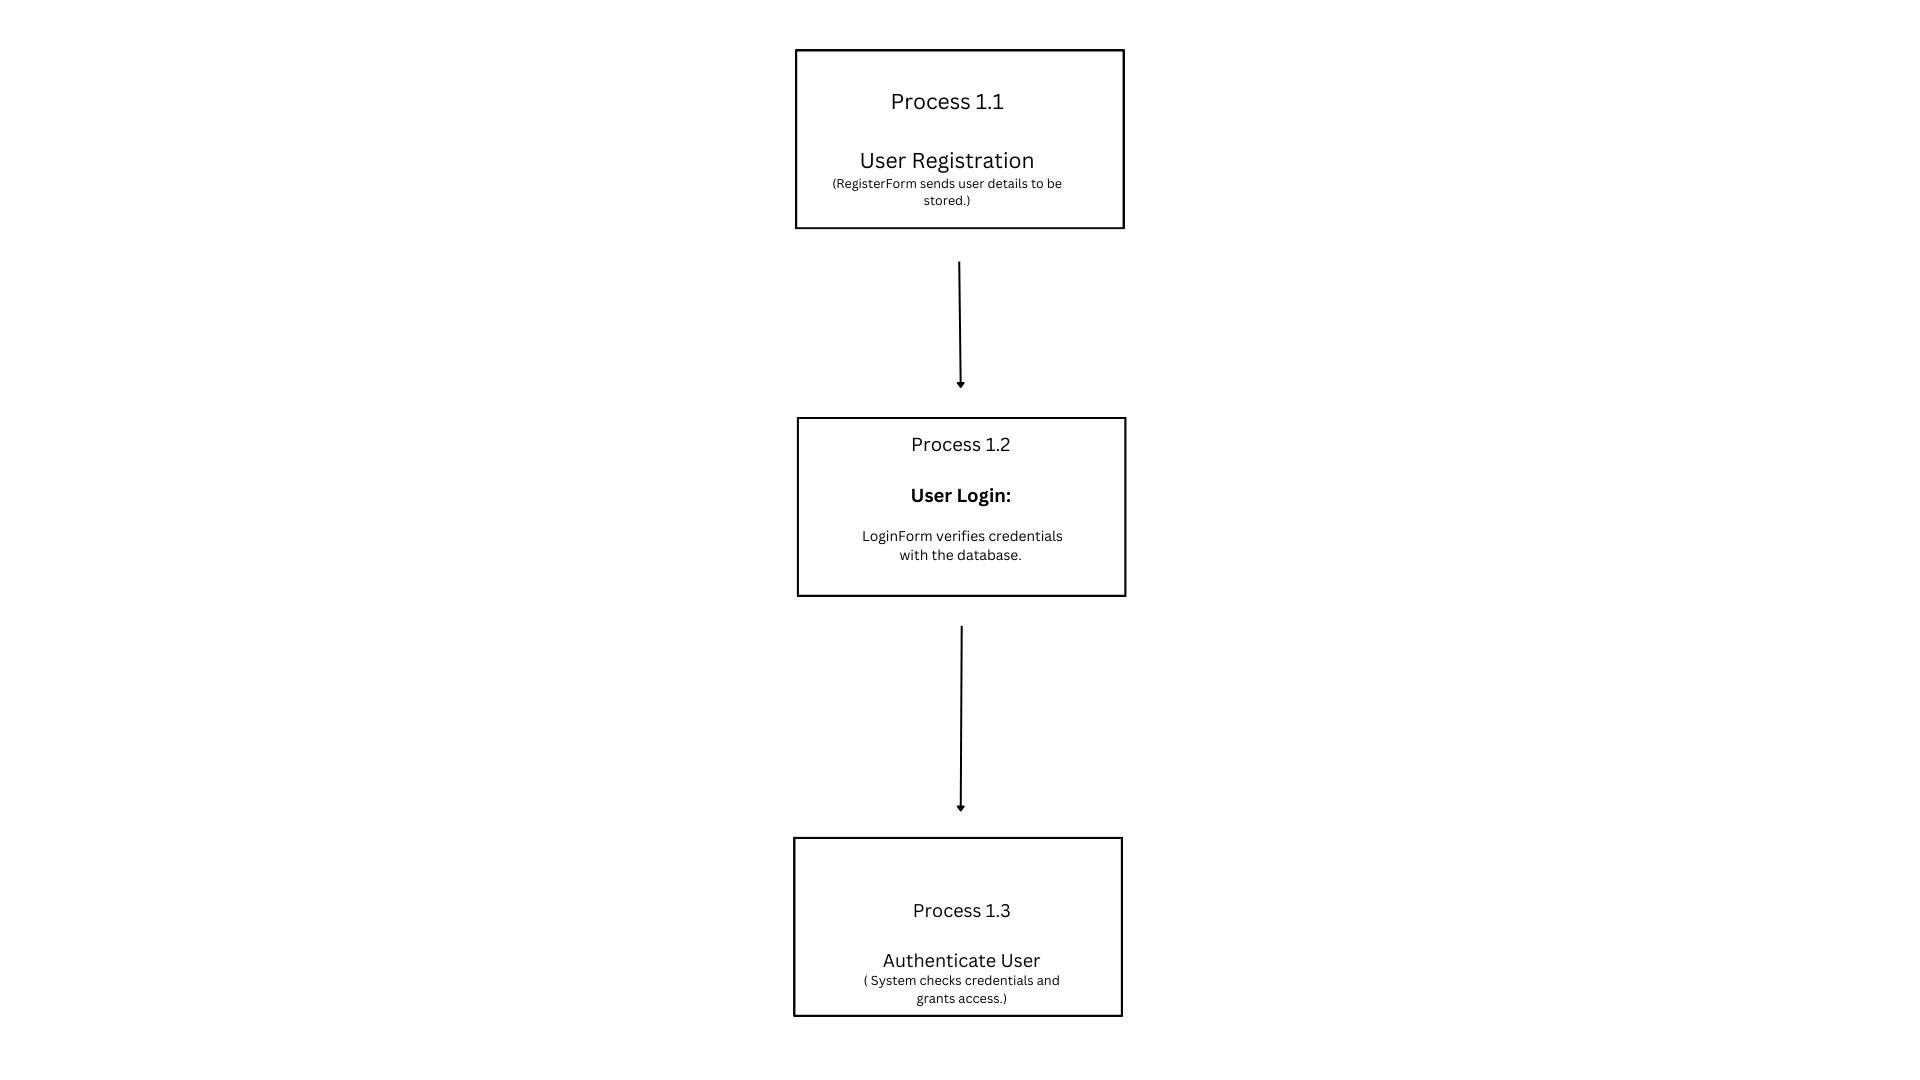 Process 1.1
User Registration
(RegisterForm sends user details to be
stored.)
Process 1.2
User Login:
LoginForm verifies credentials
with the database.
Process 1.3
Authenticate User
( System checks credentials and
grants access.)